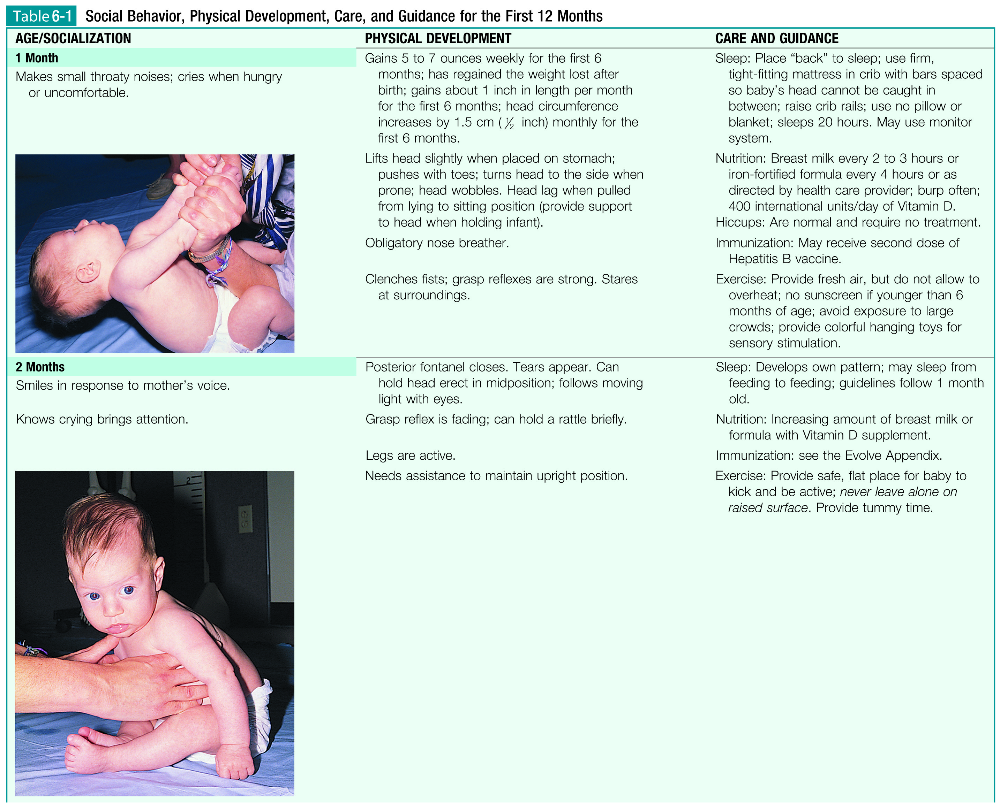 Table 6-1 Social Behavior, Physical Development, Care, and Guidance for the First 12 Months
AGE/SOCIALIZATION
PHYSICAL DEVELOPMENT
CARE AND GUIDANCE
1 Month
Makes small throaty noises; cries when hungry
or uncomfortable.
Gains 5 to 7 ounces weekly for the first 6
months; has regained the weight lost after
birth; gains about 1 inch in length per month
for the first 6 months; head circumference
increases by 1.5 cm (½ inch) monthly for the
first 6 months.
Sleep: Place “back” to sleep; use firm,
tight-fitting mattress in crib with bars spaced
so baby’s head cannot be caught in
between; raise crib rails; use no pillow or
blanket; sleeps 20 hours. May use monitor
system.
Lifts head slightly when placed on stomach;
pushes with toes; turns head to the side when
prone; head wobbles. Head lag when pulled
from lying to sitting position (provide support
to head when holding infant).
Nutrition: Breast milk every 2 to 3 hours or
iron-fortified formula every 4 hours or as
directed by health care provider; burp often;
400 international units/day of Vitamin D.
Hiccups: Are normal and require no treatment.
Obligatory nose breather.
Immunization: May receive second dose of
Hepatitis B vaccine.
Clenches fists; grasp reflexes are strong. Stares
at surroundings.
Exercise: Provide fresh air, but do not allow to
overheat; no sunscreen if younger than 6
months of age; avoid exposure to large
crowds; provide colorful hanging toys for
sensory stimulation.
2 Months
Smiles in response to mother’s voice.
Posterior fontanel closes. Tears appear. Can
hold head erect in midposition; follows moving
light with eyes.
Sleep: Develops own pattern; may sleep from
feeding to feeding; guidelines follow 1 month
old.
Knows crying brings attention.
Grasp reflex is fading; can hold a rattle briefly.
Nutrition: Increasing amount of breast milk or
formula with Vitamin D supplement.
Legs are active.
Immunization: see the Evolve Appendix.
Needs assistance to maintain upright position.
Exercise: Provide safe, flat place for baby to
kick and be active; never leave alone on
raised surface. Provide tummy time.
2